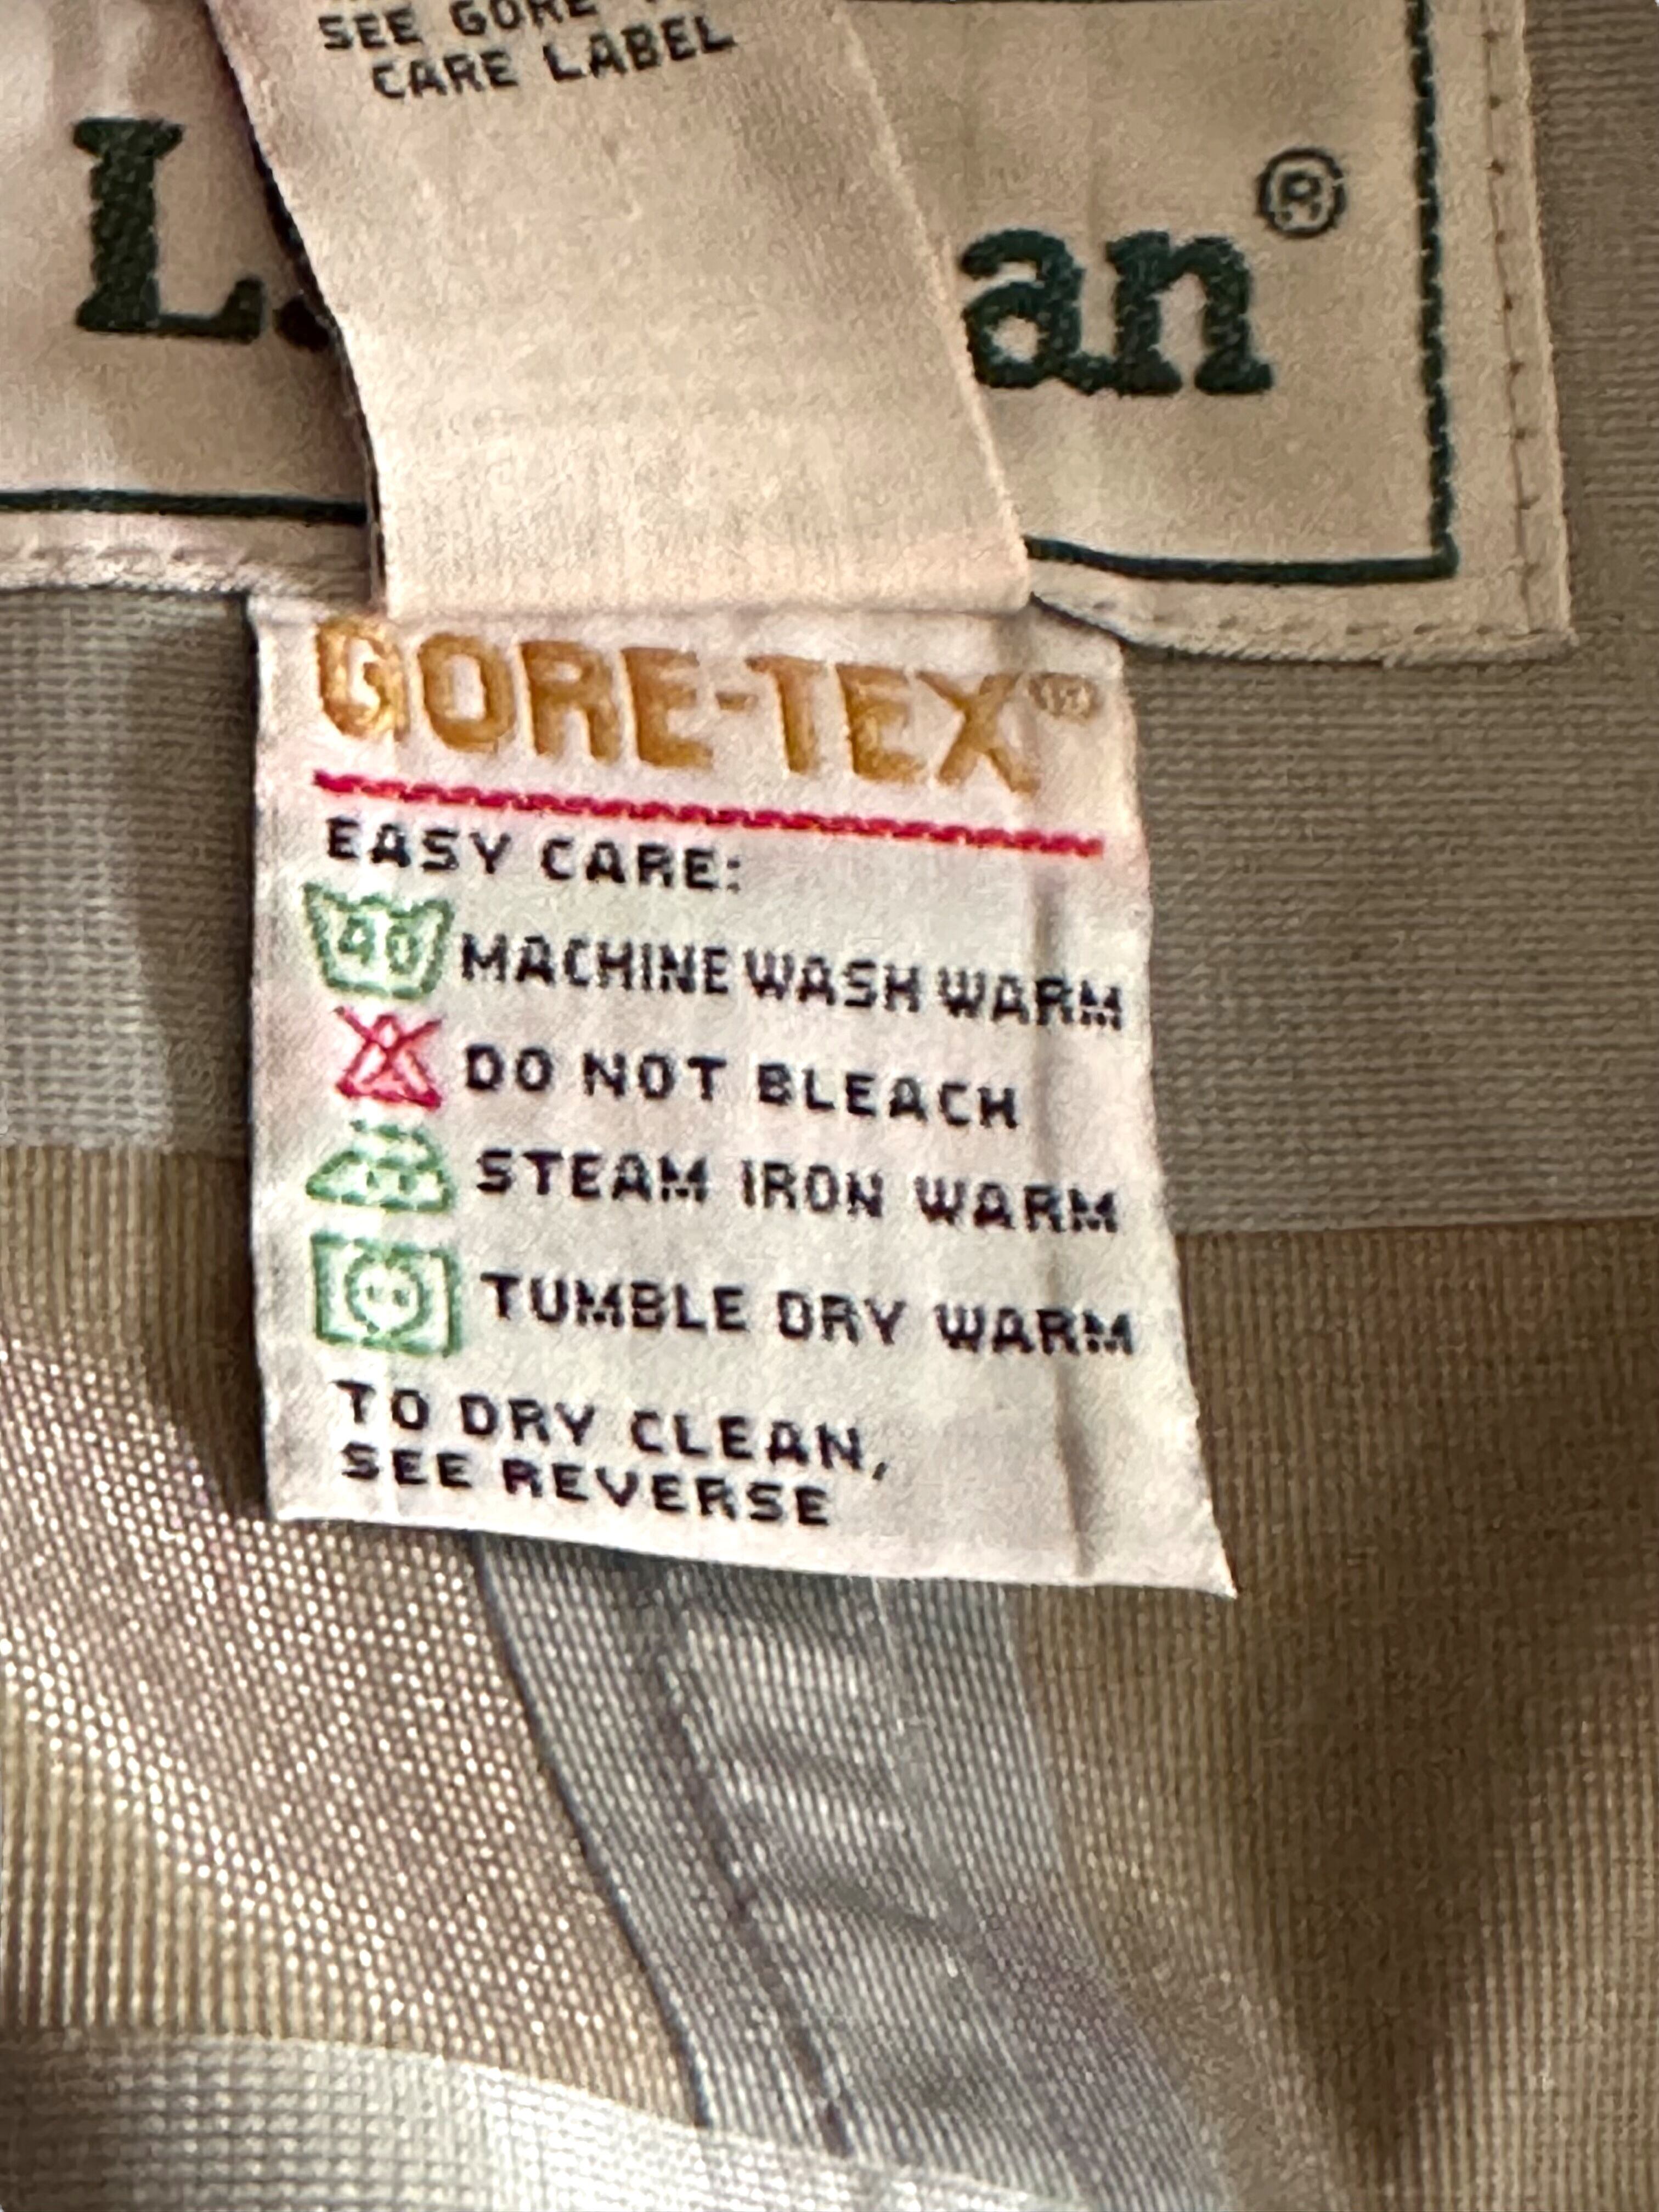 SEE GORE
CARE LABEL
L. an®
GORE-TEX®
EASY CARE:
40 MACHINE WASH WARM
DO NOT BLEACH
STEAM IRON WARM
TUMBLE DRY WARM
TO DRY CLEAN,
SEE REVERSE